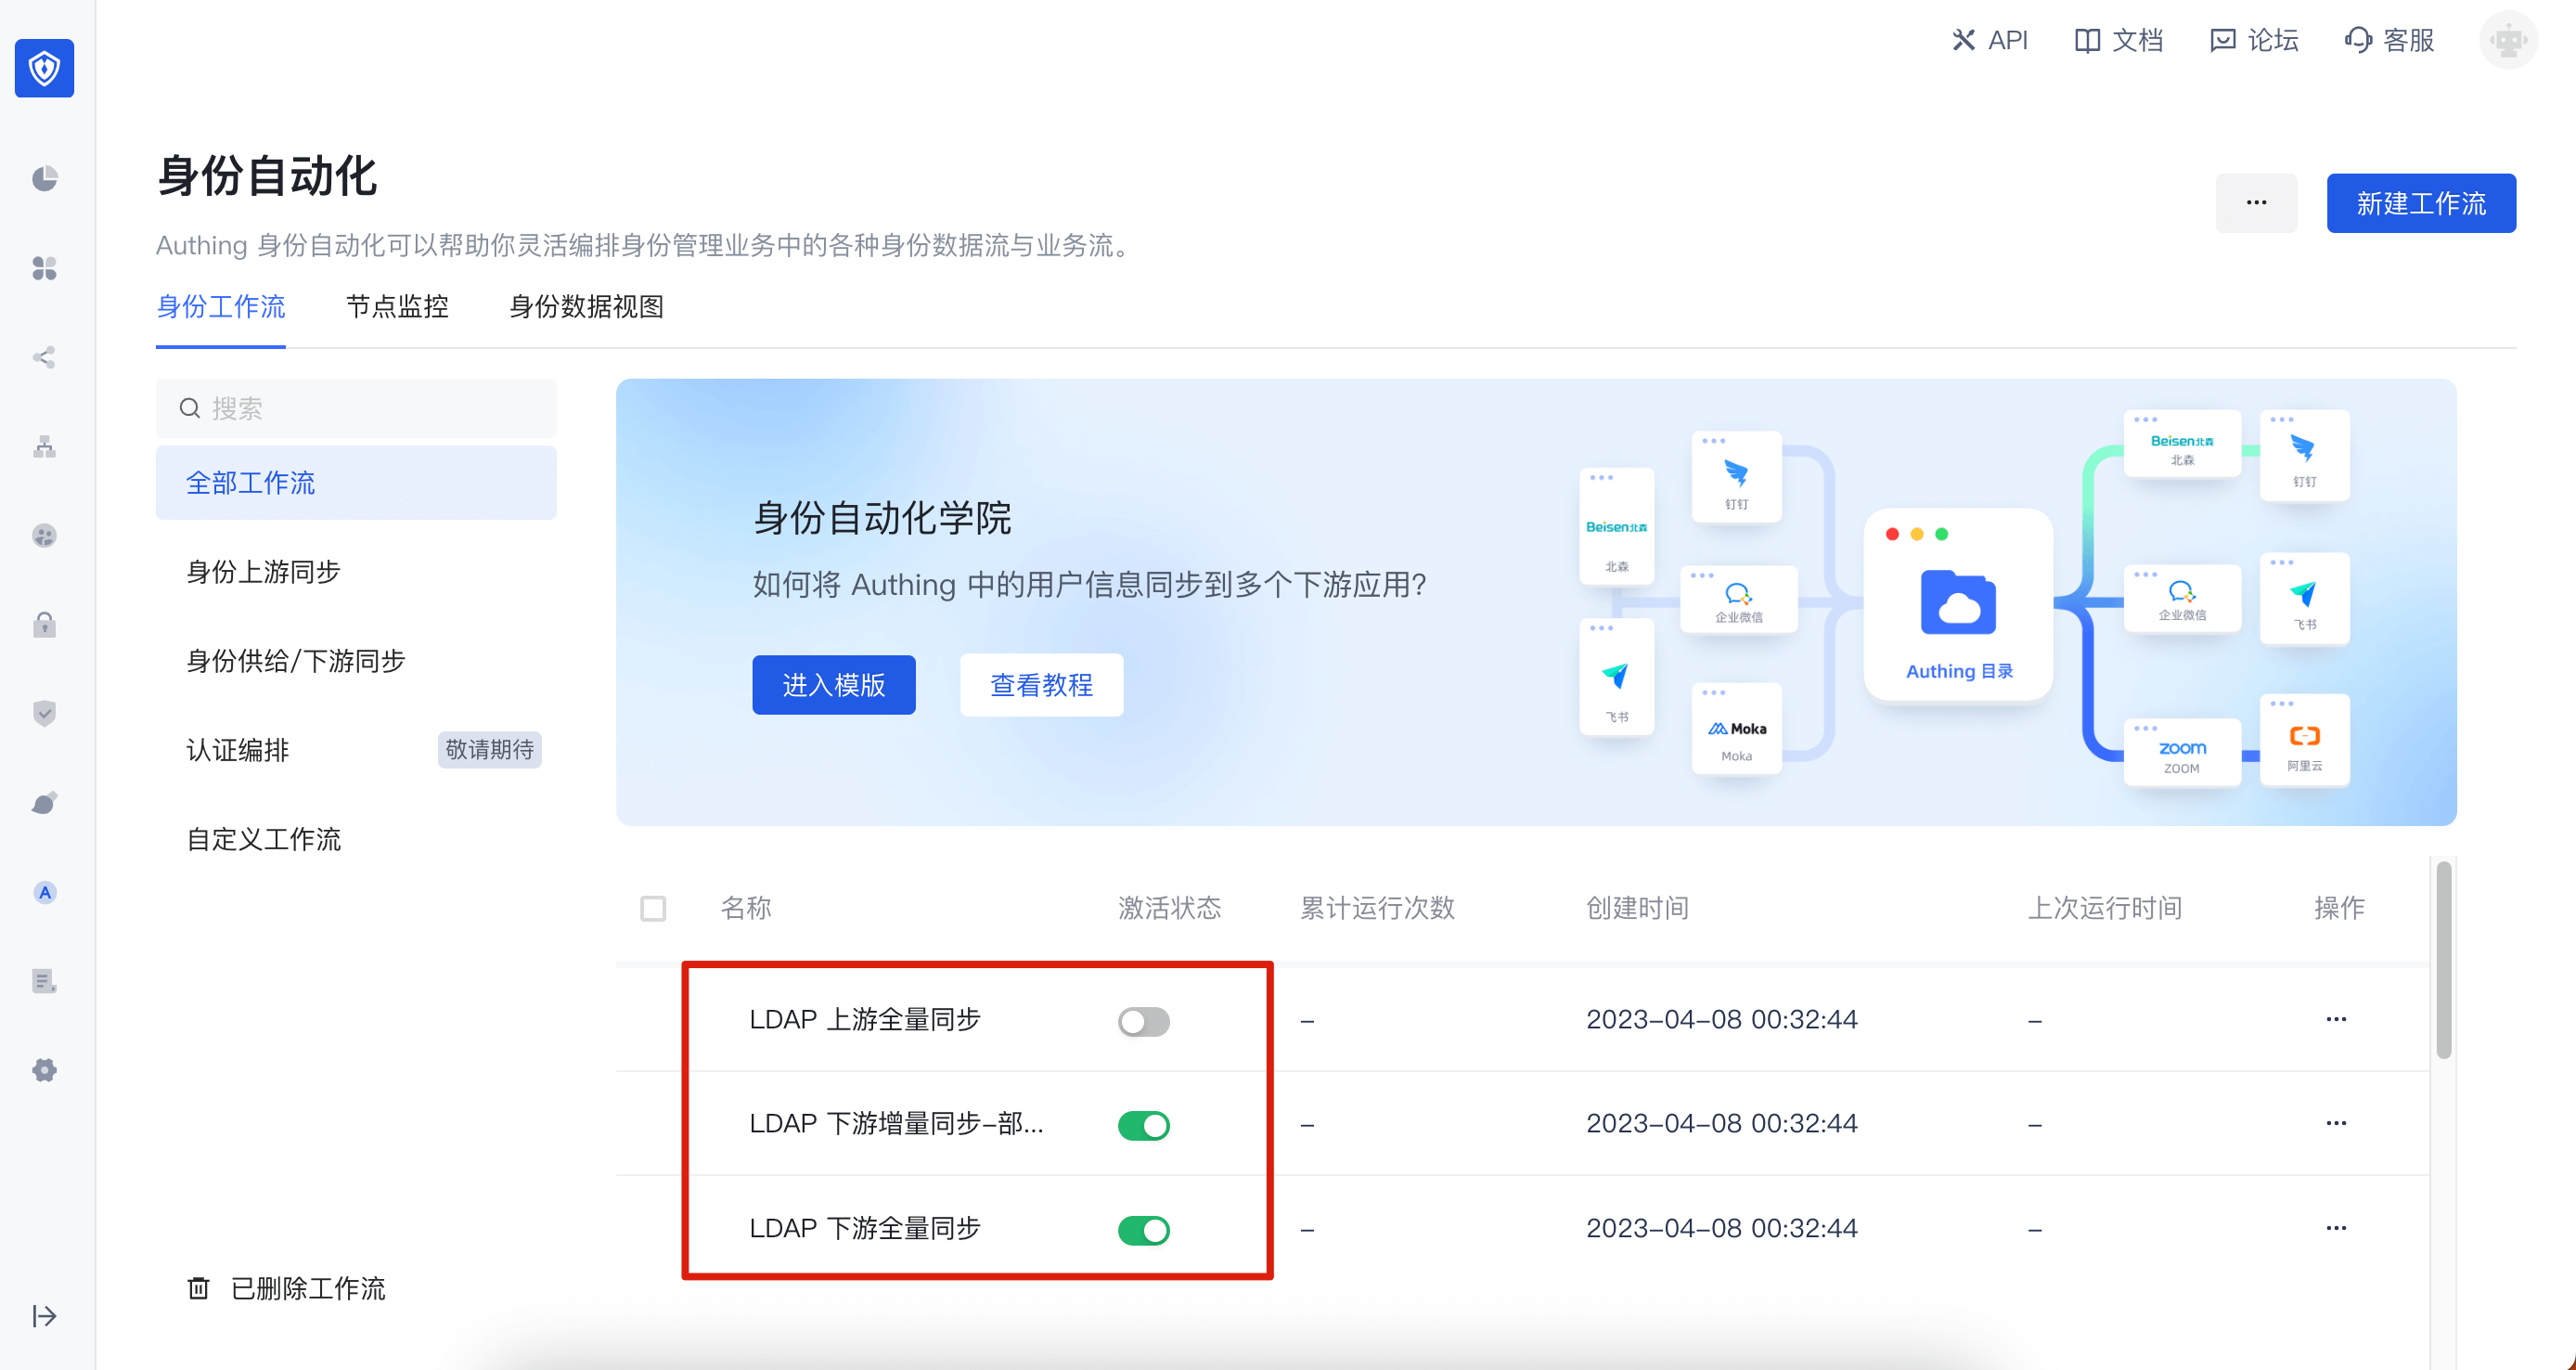 API 文档 论坛 客服
身份自动化
... 新建工作流
Authing 身份自动化可以帮助你灵活编排身份管理业务中的各种身份数据流与业务流。
身份工作流 节点监控 身份数据视图
搜索
全部工作流
身份上游同步
身份供给/下游同步
认证编排 敬请期待
自定义工作流
已删除工作流
A
身份自动化学院
如何将 Authing 中的用户信息同步到多个下游应用?
进入模版 查看教程
Beisen北森
北森
飞书
钉钉
企业微信
Moka
Moka
Authing 目录
Beisen北森
北森
钉钉
企业微信
飞书
zoom
ZOOM
阿里云
名称 激活状态 累计运行次数 创建时间 上次运行时间 操作
LDAP 上游全量同步 – 2023-04-08 00:32:44 – ...
LDAP 下游增量同步-部... – 2023-04-08 00:32:44 – ...
LDAP 下游全量同步 – 2023-04-08 00:32:44 – ...